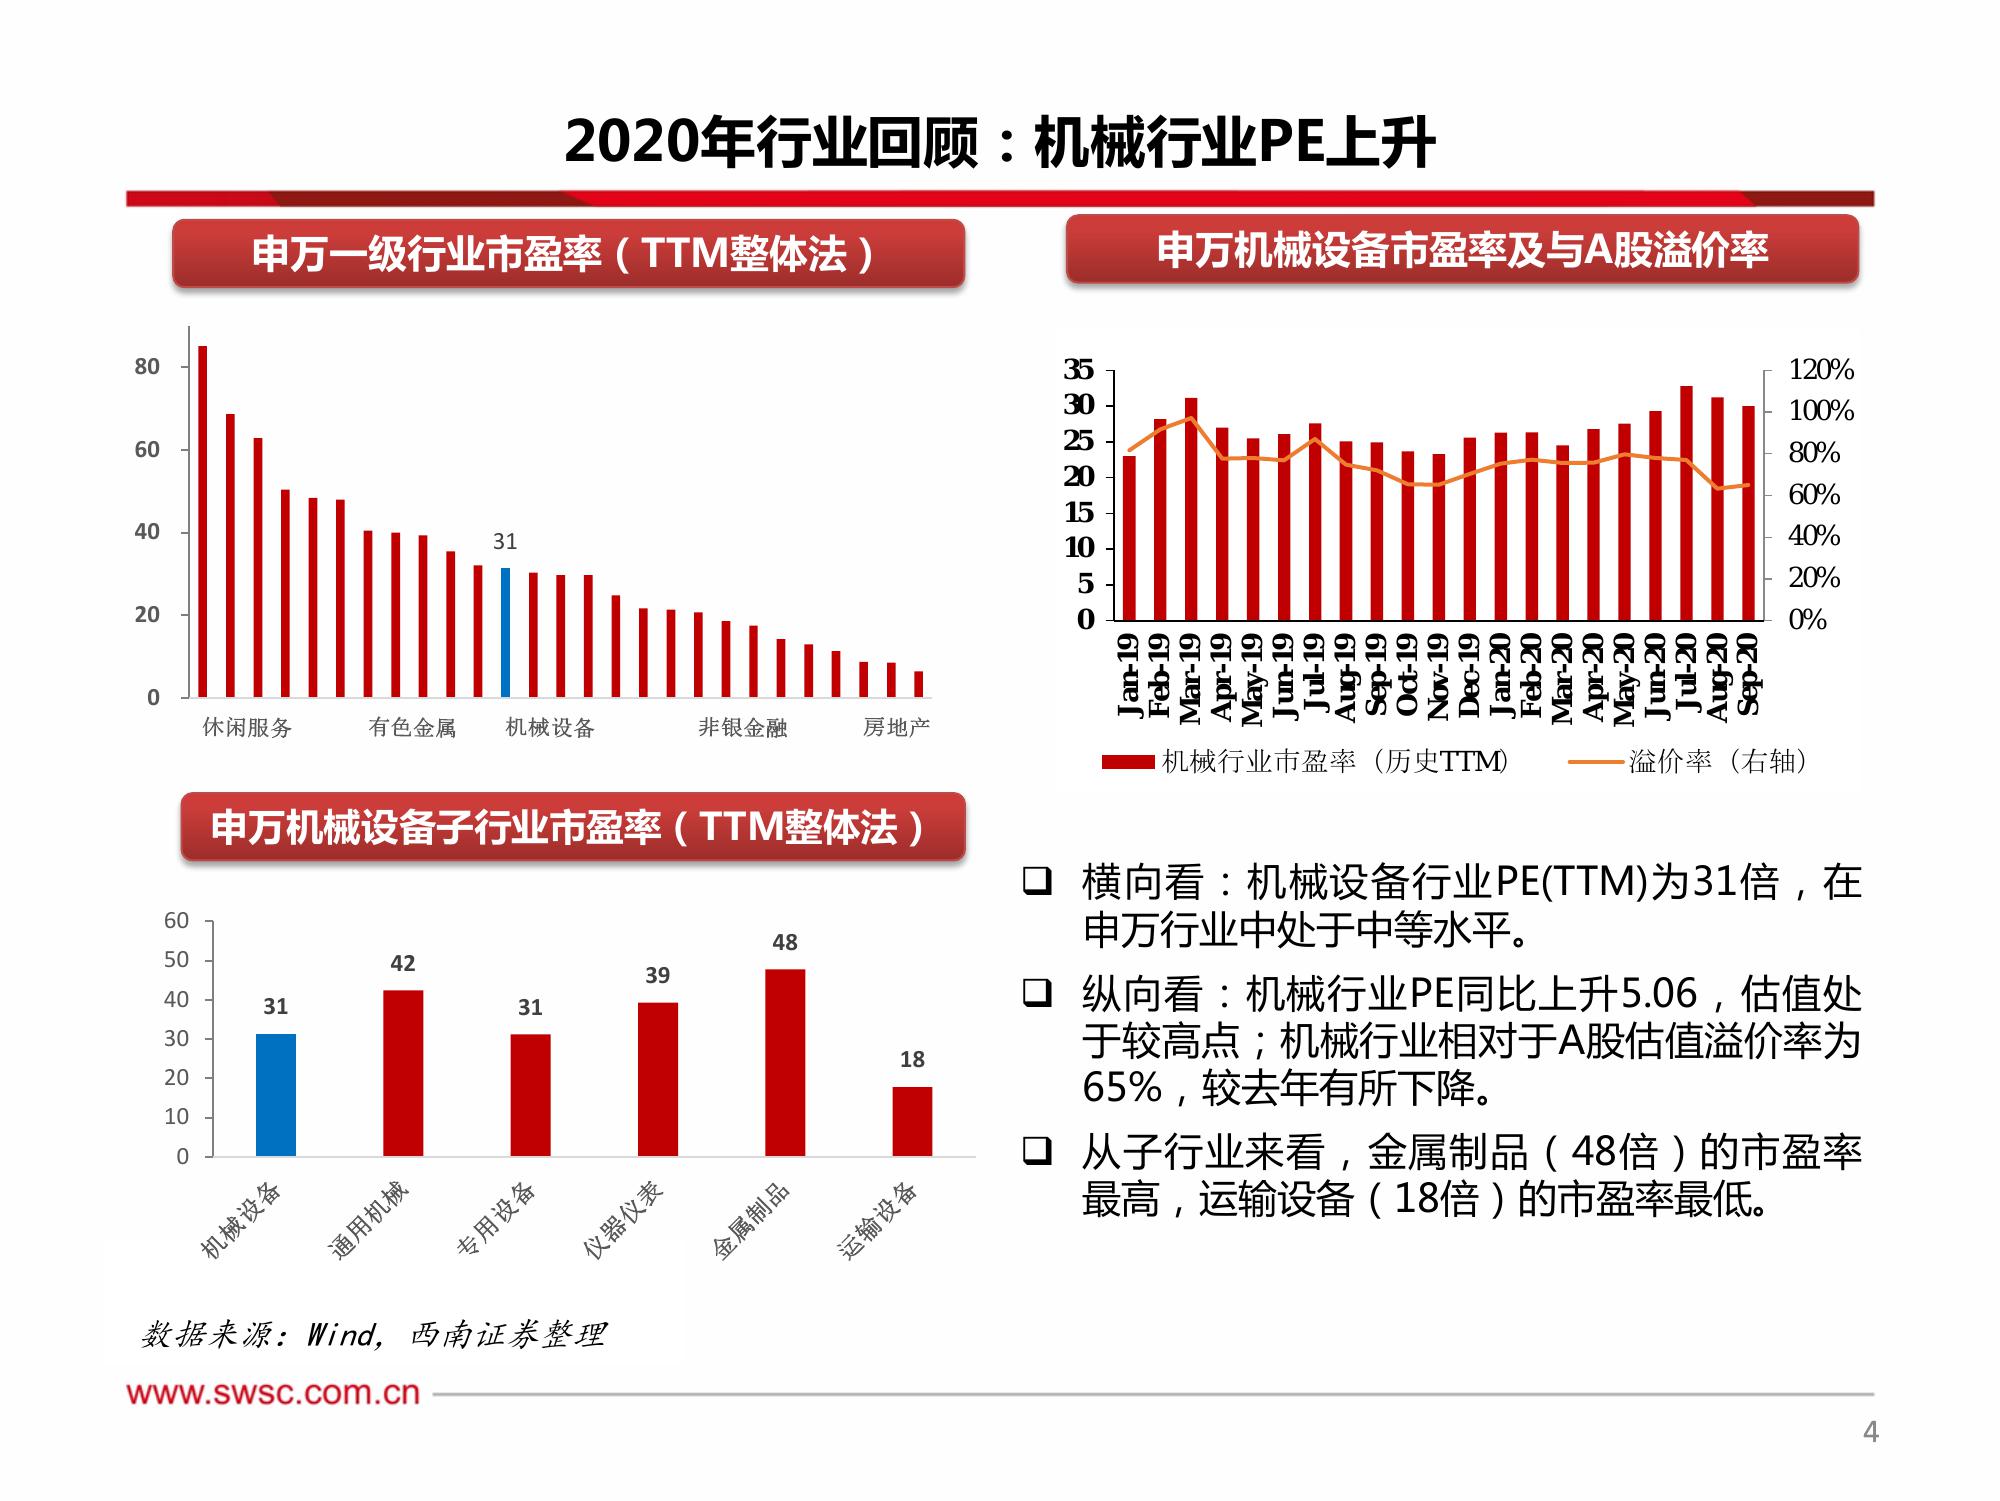 2020年行业回顾：机械行业PE上升
申万一级行业市盈率（TTM整体法）
80
60
40
20
0
31
休闲服务 有色金属 机械设备 非银金融 房地产
申万机械设备市盈率及与A股溢价率
35
30
25
20
15
10
5
0
120%
100%
80%
60%
40%
20%
0%
Jan-19 Feb-19 Mar-19 Apr-19 May-19 Jun-19 Jul-19 Aug-19 Sep-19 Oct-19 Nov-19 Dec-19 Jan-20 Feb-20 Mar-20 Apr-20 May-20 Jun-20 Jul-20 Aug-20 Sep-20
机械行业市盈率（历史TTM） 溢价率（右轴）
申万机械设备子行业市盈率（TTM整体法）
60
50
40
30
20
10
0
31 42 31 39 48 18
机械设备 通用机械 专用设备 仪器仪表 金属制品 运输设备
横向看：机械设备行业PE(TTM)为31倍，在
申万行业中处于中等水平。
纵向看：机械行业PE同比上升5.06，估值处
于较高点；机械行业相对于A股估值溢价率为
65%，较去年有所下降。
从子行业来看，金属制品（48倍）的市盈率
最高，运输设备（18倍）的市盈率最低。
数据来源：Wind，西南证券整理
www.swsc.com.cn
4